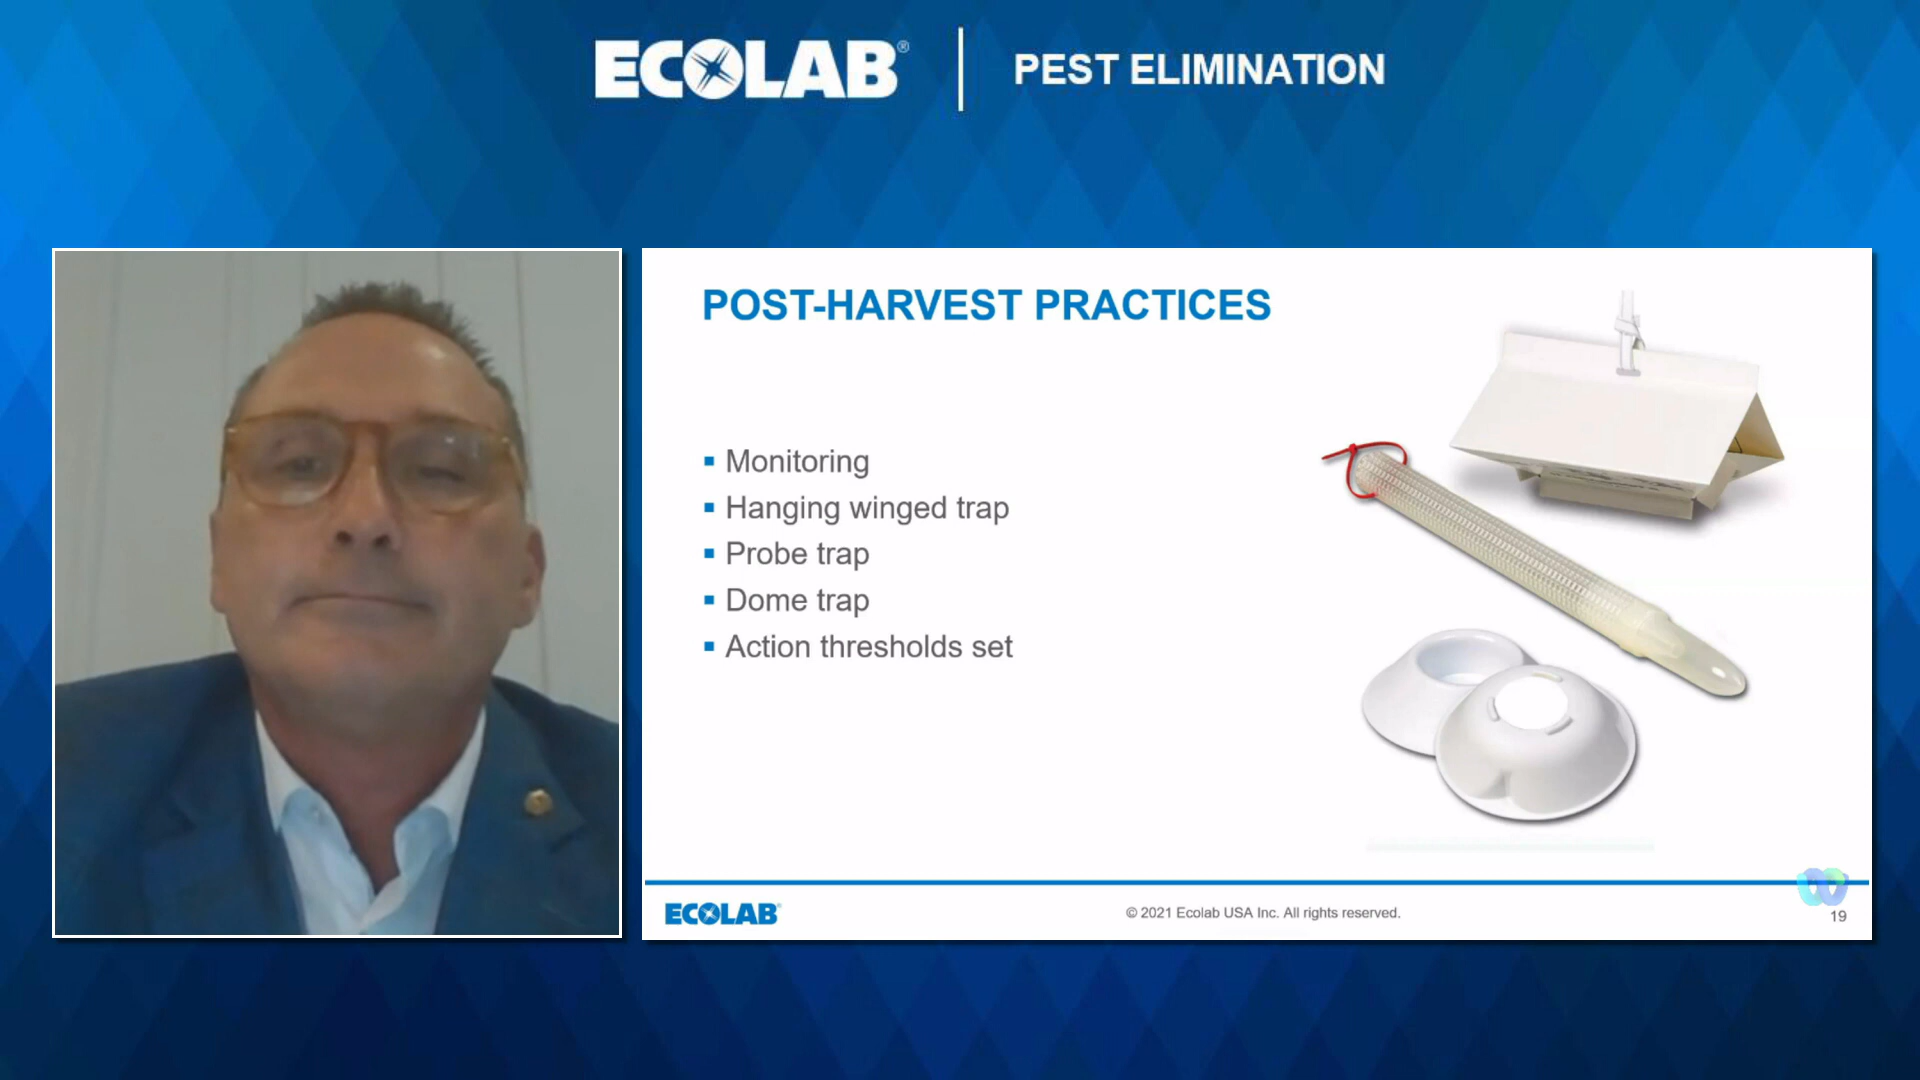 ECOLAB®
PEST ELIMINATION
POST-HARVEST PRACTICES
Monitoring
Hanging winged trap
Probe trap
Dome trap
Action thresholds set
ECOLAB®
© 2021 Ecolab USA Inc. All rights reserved.
19